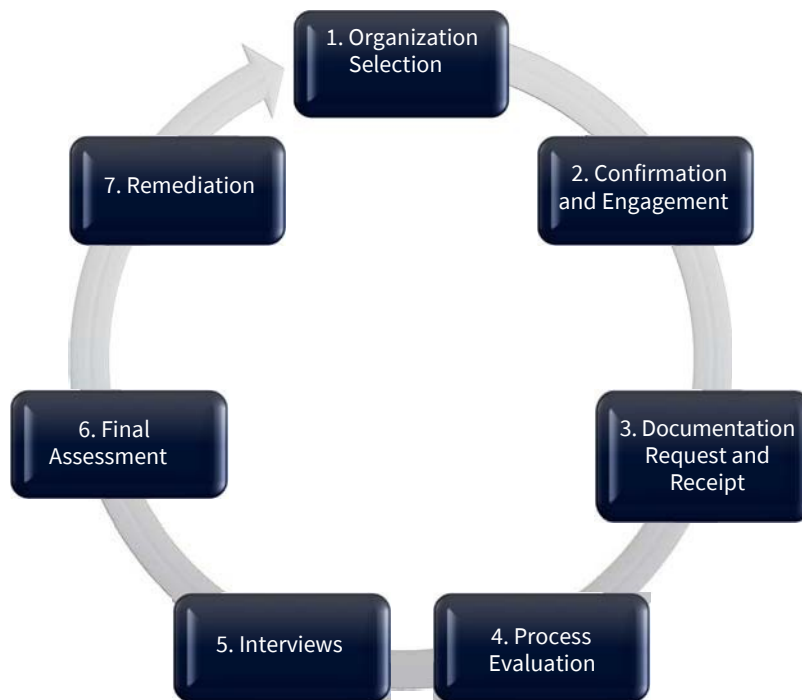 1. Organization
Selection
2. Confirmation
and Engagement
3. Documentation
Request and
Receipt
4. Process
Evaluation
5. Interviews
6. Final
Assessment
7. Remediation